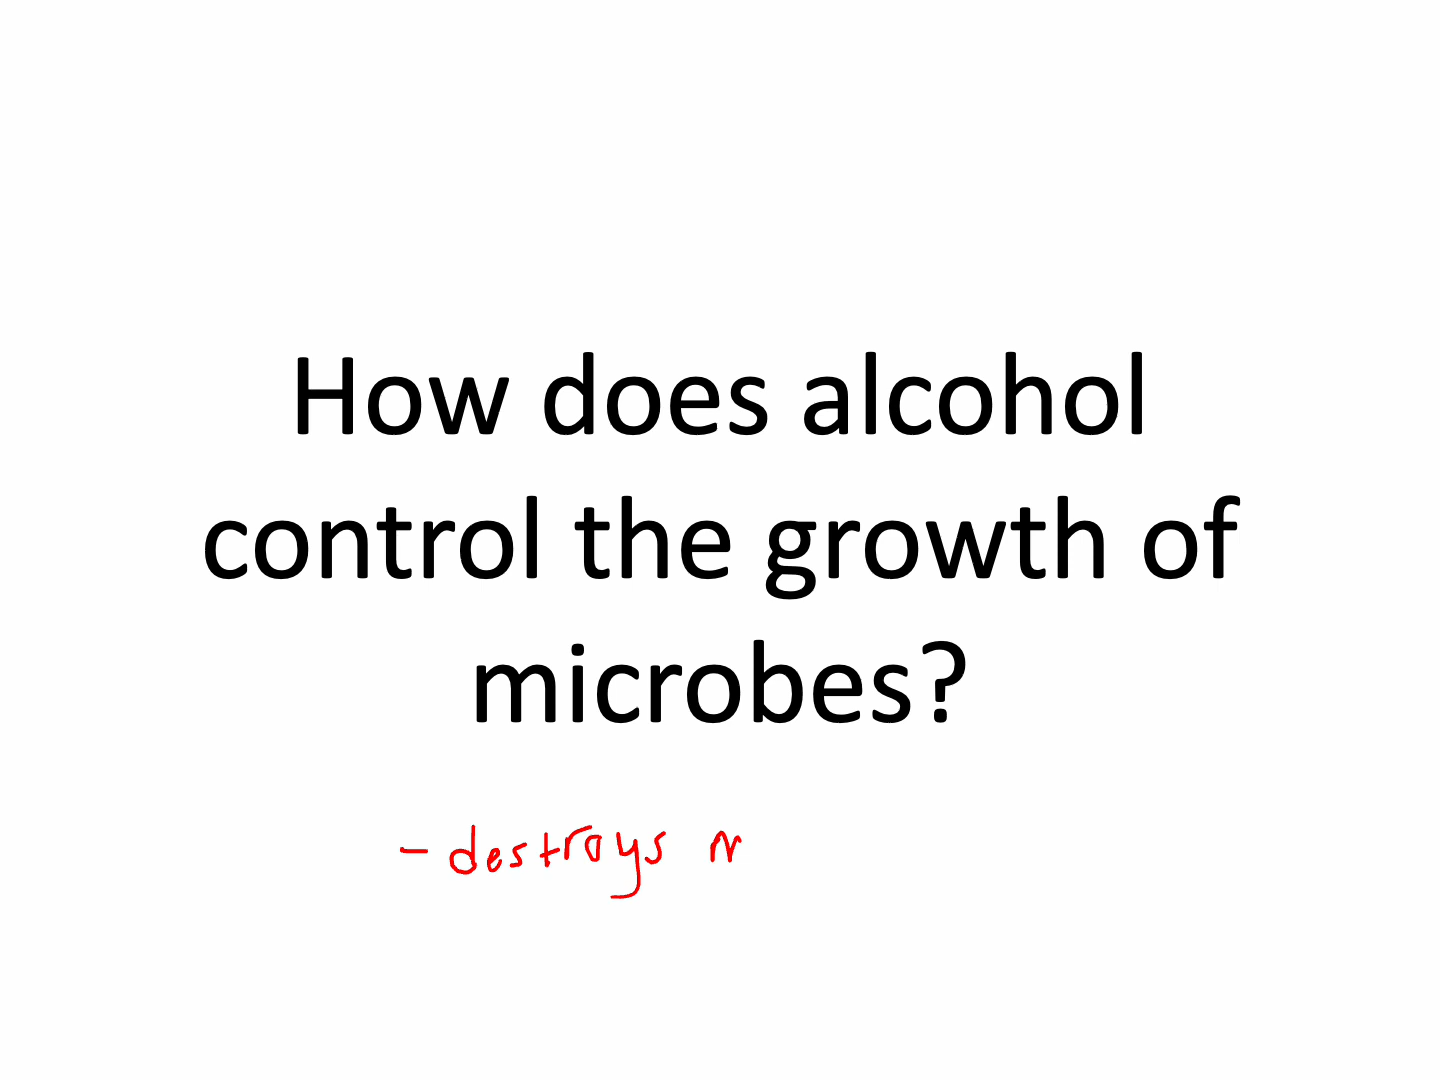 How does alcohol
control the growth of
microbes?
- destroys